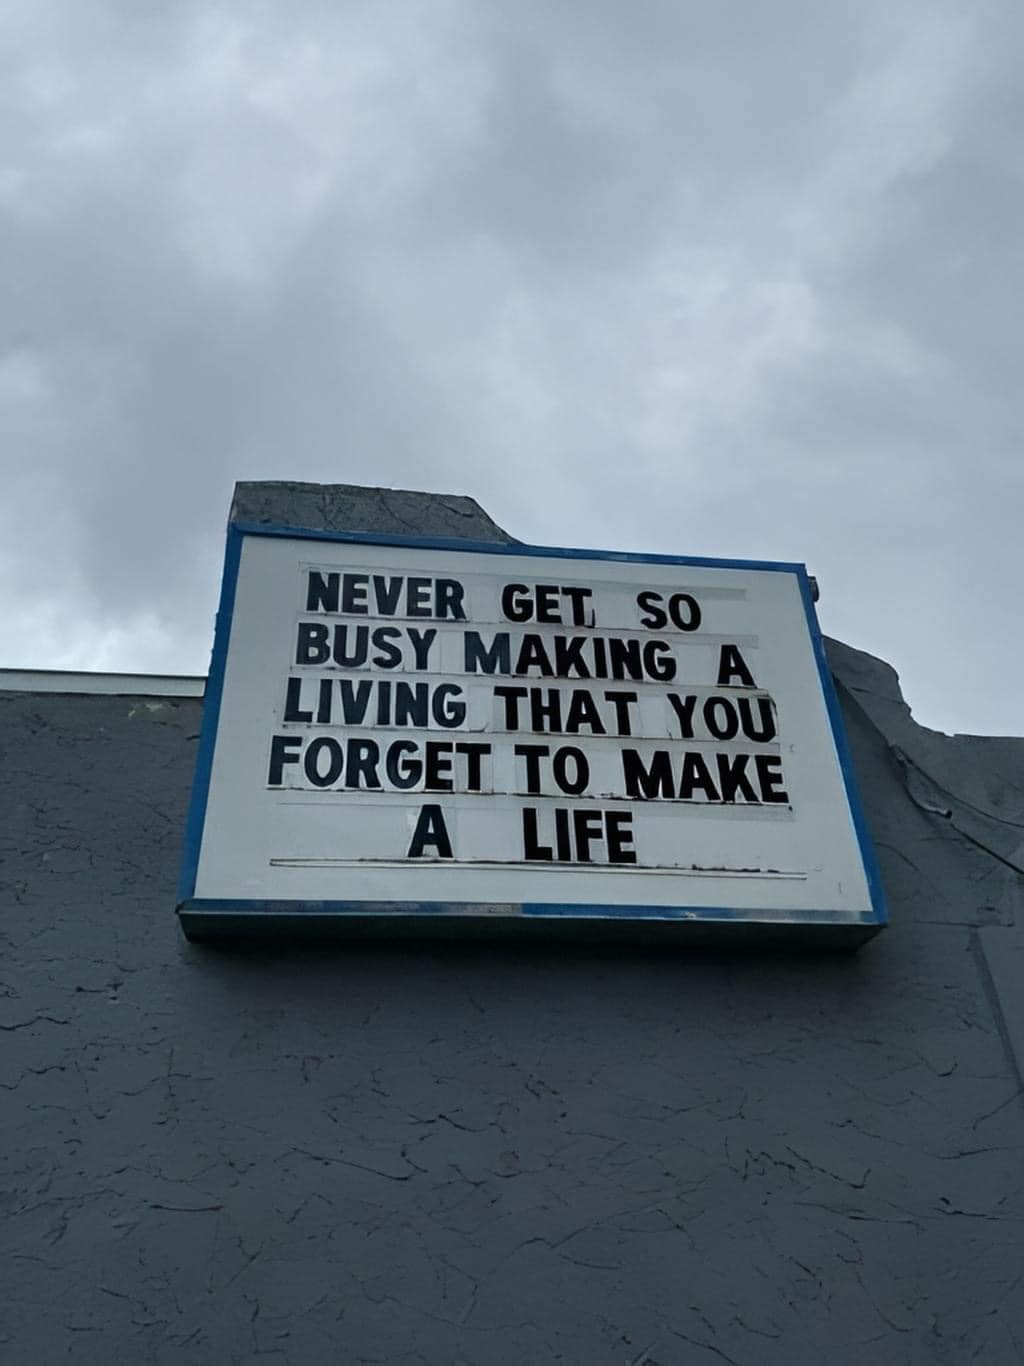 NEVER GET SO
BUSY MAKING A
LIVING THAT YOU
FORGET TO MAKE
A LIFE